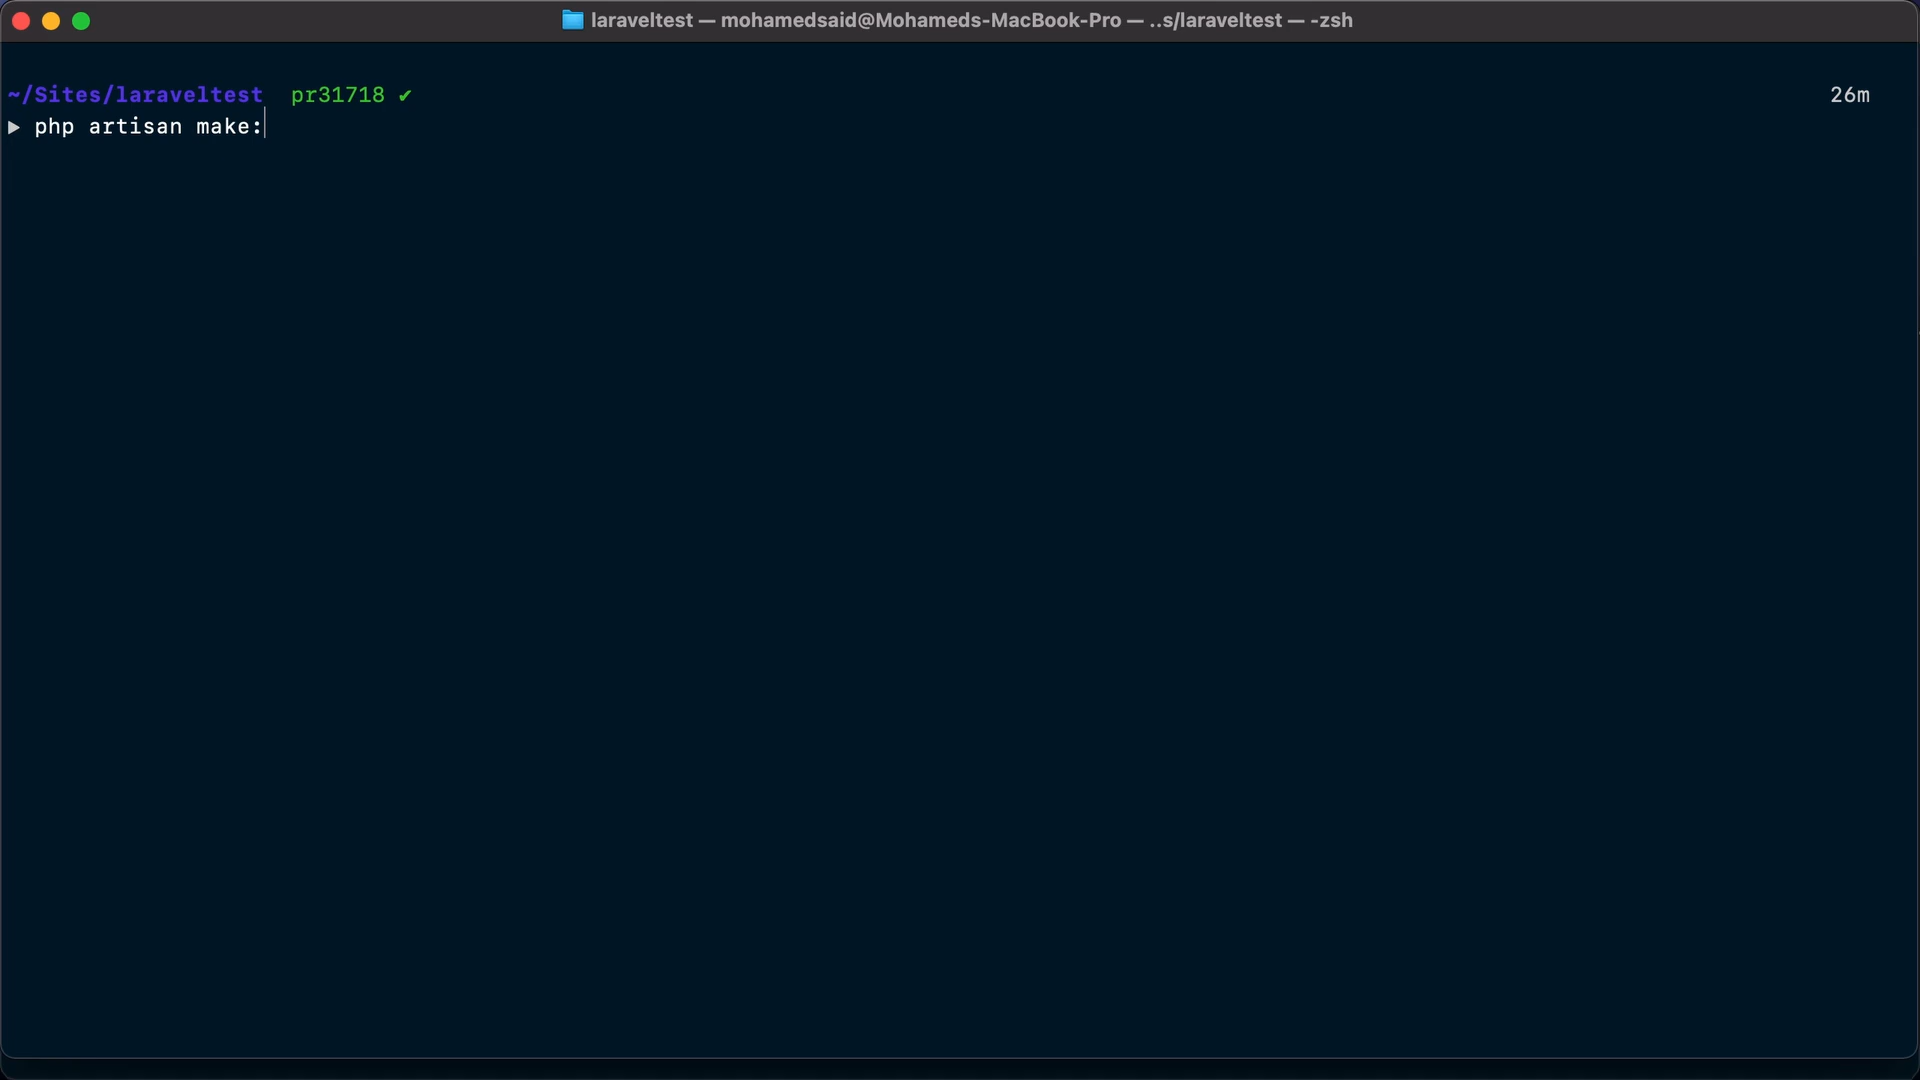 laraveltest — mohamedsaid@Mohameds-MacBook-Pro — ..s/laraveltest — -zsh
~/Sites/laraveltest pr31718 ✔ 26m
▶ php artisan make: